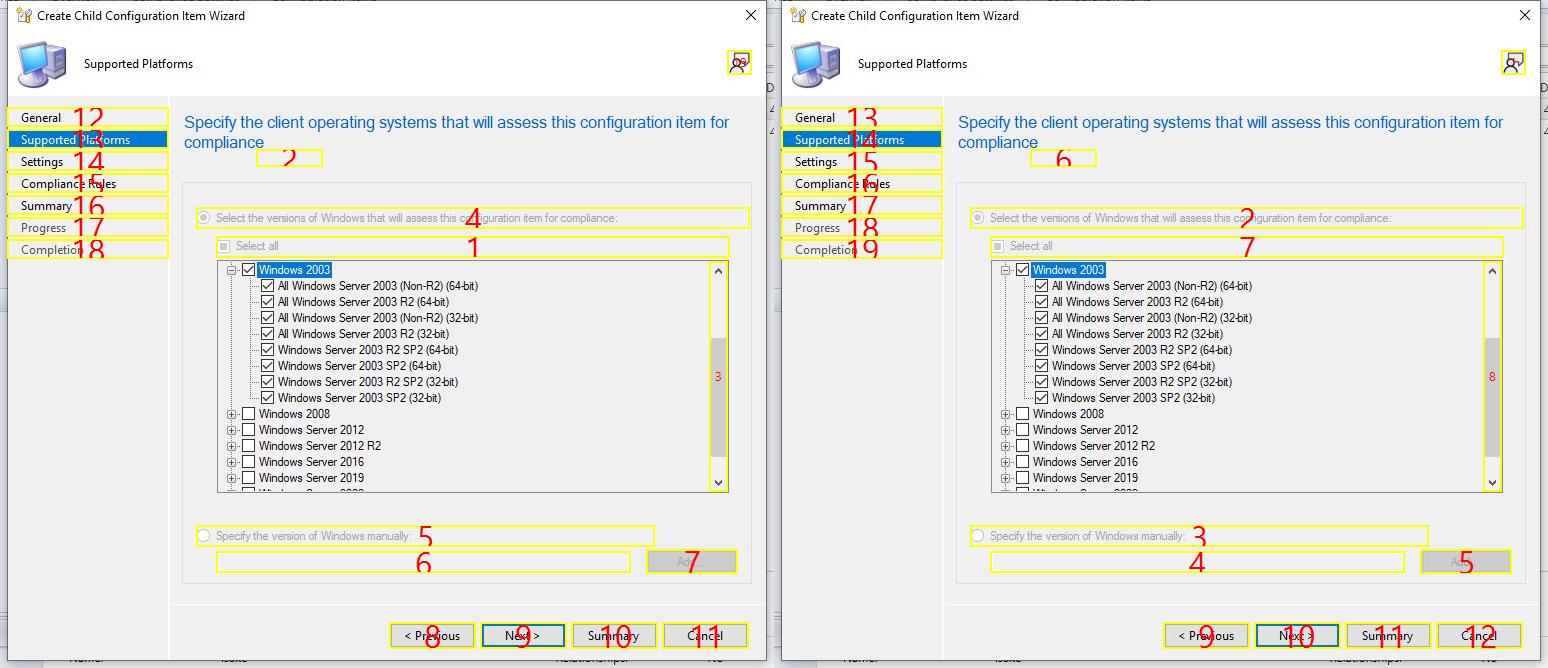 Create Child Configuration Item Wizard
Supported Platforms
General 12
Supported Platforms 13
Settings 14
Compliance Rules 15
Summary 16
Progress 17
Completion 18
Specify the client operating systems that will assess this configuration item for
compliance
2
Select the versions of Windows that will assess this configuration item for compliance: 4
Select all 1
Windows 2003
All Windows Server 2003 (Non-R2) (64-bit)
All Windows Server 2003 R2 (64-bit)
All Windows Server 2003 (Non-R2) (32-bit)
All Windows Server 2003 R2 (32-bit)
Windows Server 2003 R2 SP2 (64-bit)
Windows Server 2003 SP2 (64-bit)
Windows Server 2003 R2 SP2 (32-bit)
Windows Server 2003 SP2 (32-bit)
Windows 2008
Windows Server 2012
Windows Server 2012 R2
Windows Server 2016
Windows Server 2019
3
Specify the version of Windows manually: 5
6
Add... 7
< Previous 8
Next > 9
Summary 10
Cancel 11
Create Child Configuration Item Wizard
Supported Platforms
General 13
Supported Platforms 14
Settings 15
Compliance Rules 16
Summary 17
Progress 18
Completion 19
Specify the client operating systems that will assess this configuration item for
compliance
6
Select the versions of Windows that will assess this configuration item for compliance: 2
Select all 7
Windows 2003
All Windows Server 2003 (Non-R2) (64-bit)
All Windows Server 2003 R2 (64-bit)
All Windows Server 2003 (Non-R2) (32-bit)
All Windows Server 2003 R2 (32-bit)
Windows Server 2003 R2 SP2 (64-bit)
Windows Server 2003 SP2 (64-bit)
Windows Server 2003 R2 SP2 (32-bit)
Windows Server 2003 SP2 (32-bit)
Windows 2008
Windows Server 2012
Windows Server 2012 R2
Windows Server 2016
Windows Server 2019
8
Specify the version of Windows manually: 3
4
Add... 5
< Previous 9
Next > 10
Summary 11
Cancel 12